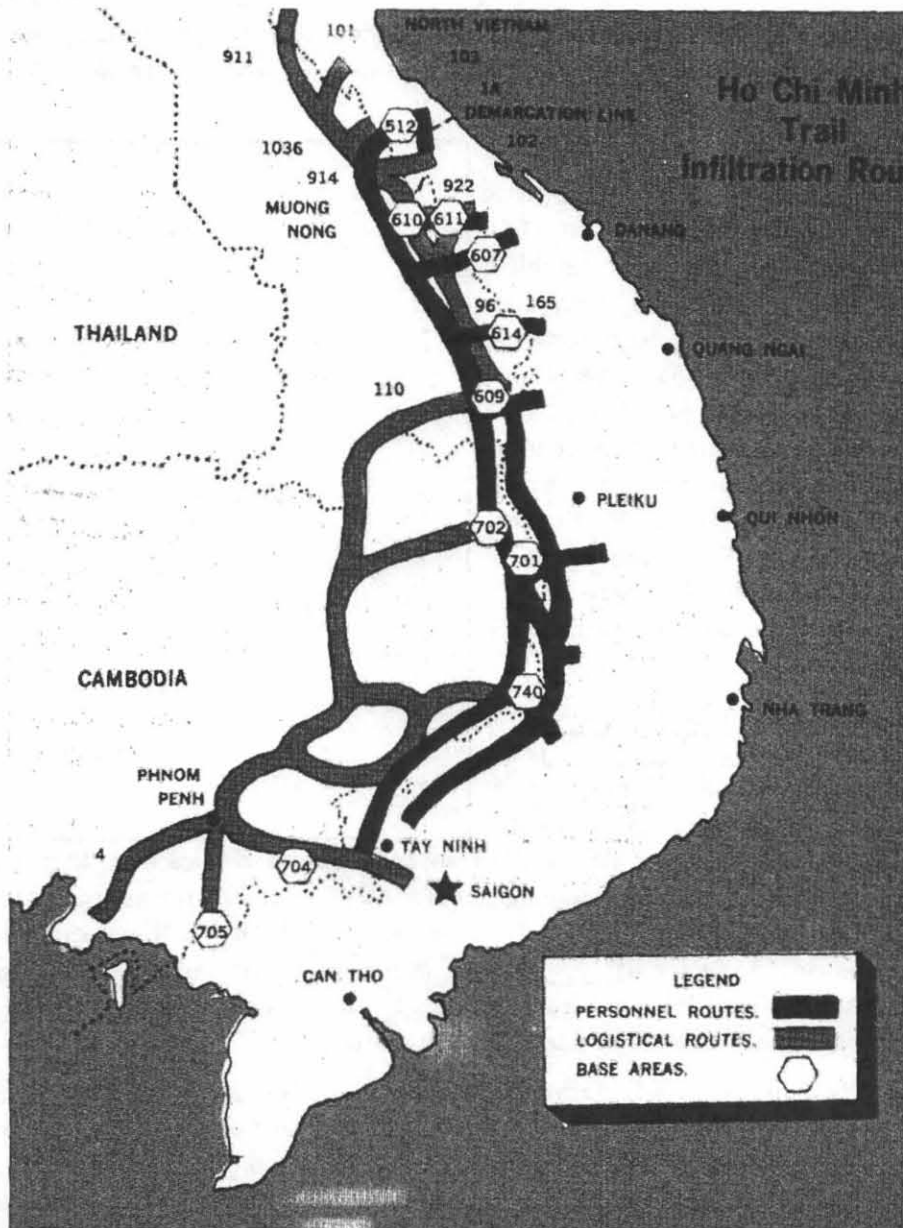 NORTH VIETNAM
101
911
103
1A
DEMARCATION LINE
512
102
1036
914
922
MUONG
NONG
610
611
607
Ho Chi Minh
Trail
Infiltration Rou
DANANG
THAILAND
96
165
614
QUANG NGAI
110
609
PLEIKU
702
QUI NHON
701
CAMBODIA
740
NHA TRANG
PHNOM
PENH
4
TAY NINH
704
SAIGON
705
CAN THO
LEGEND
PERSONNEL ROUTES.
LOGISTICAL ROUTES.
BASE AREAS.